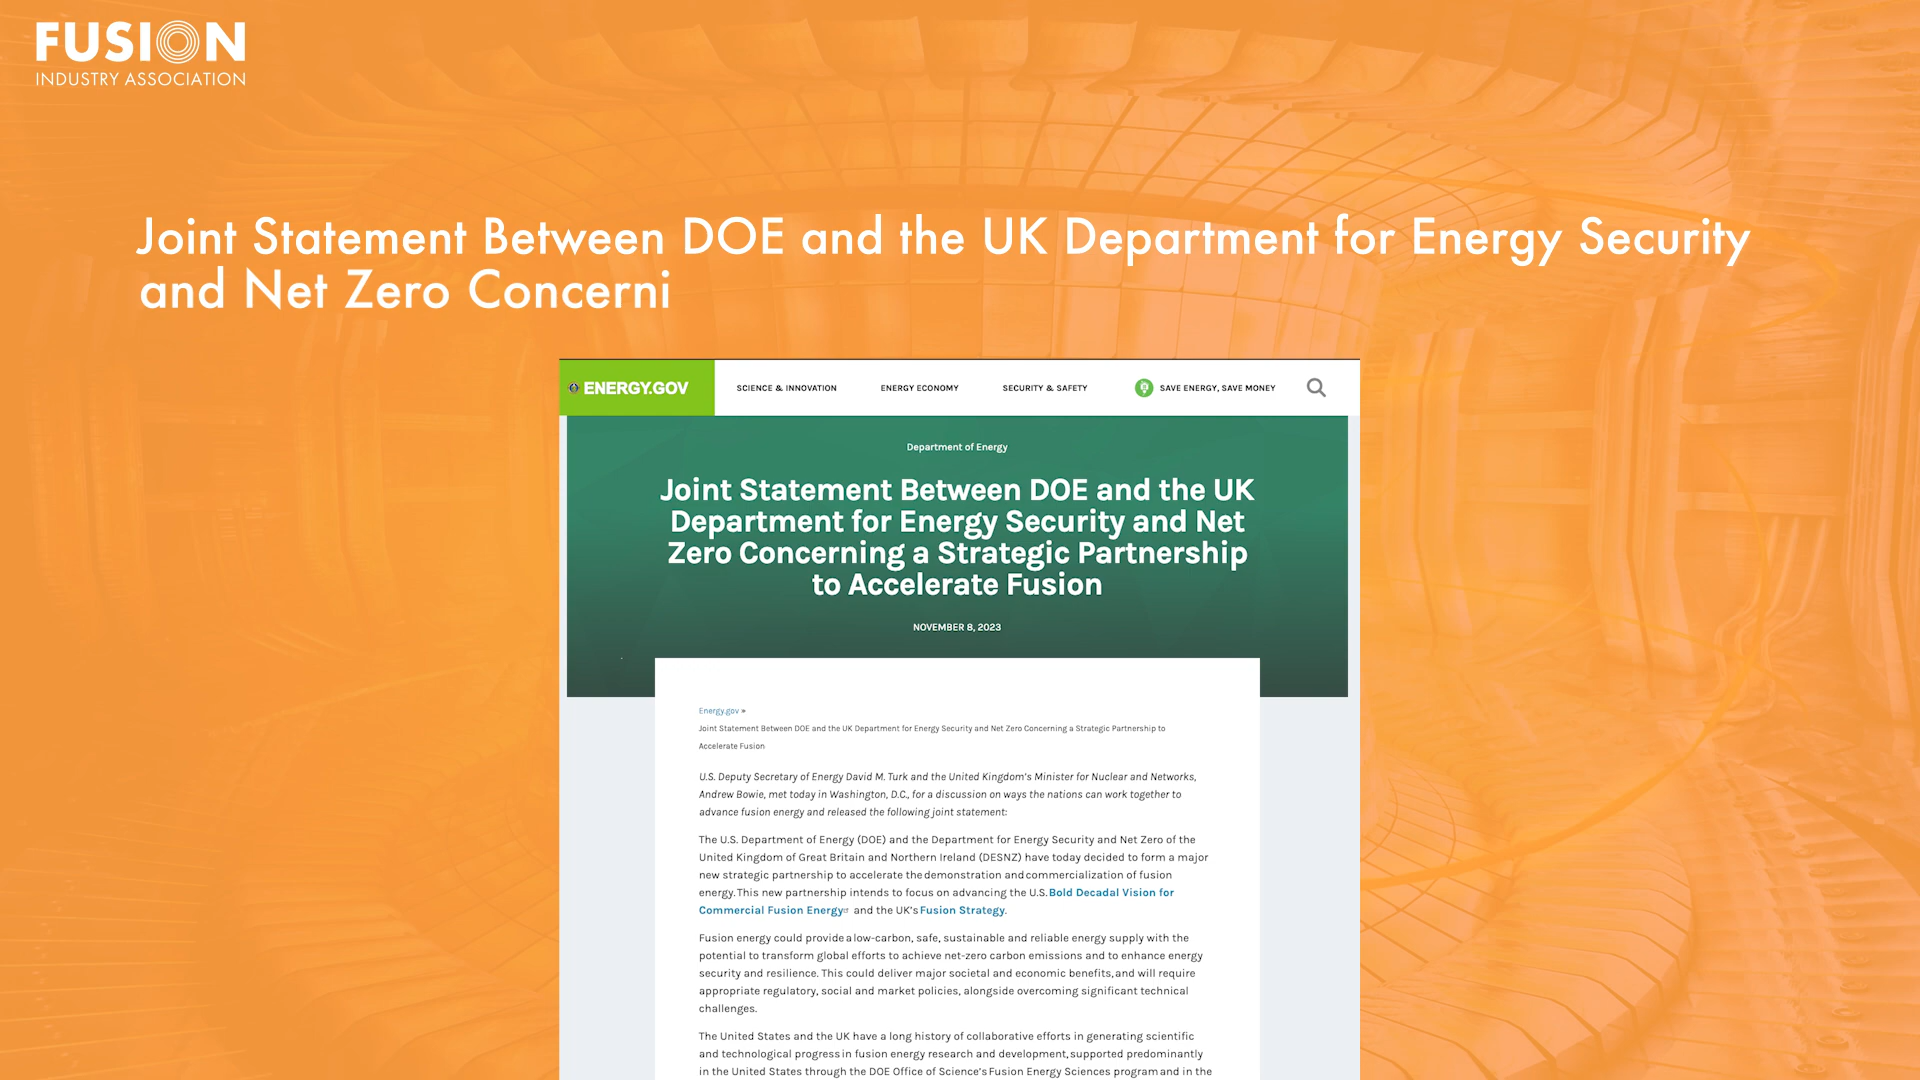 FUSION
INDUSTRY ASSOCIATION
Joint Statement Between DOE and the UK Department for Energy Security
and Net Zero Concerni
ENERGY.GOV
SCIENCE & INNOVATION
ENERGY ECONOMY
SECURITY & SAFETY
SAVE ENERGY, SAVE MONEY
Department of Energy
Joint Statement Between DOE and the UK
Department for Energy Security and Net
Zero Concerning a Strategic Partnership
to Accelerate Fusion
NOVEMBER 8, 2023
Energy.gov »
Joint Statement Between DOE and the UK Department for Energy Security and Net Zero Concerning a Strategic Partnership to
Accelerate Fusion
U.S. Deputy Secretary of Energy David M. Turk and the United Kingdom's Minister for Nuclear and Networks,
Andrew Bowie, met today in Washington, D.C., for a discussion on ways the nations can work together to
advance fusion energy and released the following joint statement:
The U.S. Department of Energy (DOE) and the Department for Energy Security and Net Zero of the
United Kingdom of Great Britain and Northern Ireland (DESNZ) have today decided to form a major
new strategic partnership to accelerate the demonstration and commercialization of fusion
energy. This new partnership intends to focus on advancing the U.S. Bold Decadal Vision for
Commercial Fusion Energy and the UK's Fusion Strategy.
Fusion energy could provide a low-carbon, safe, sustainable and reliable energy supply with the
potential to transform global efforts to achieve net-zero carbon emissions and to enhance energy
security and resilience. This could deliver major societal and economic benefits, and will require
appropriate regulatory, social and market policies, alongside overcoming significant technical
challenges.
The United States and the UK have a long history of collaborative efforts in generating scientific
and technological progress in fusion energy research and development, supported predominantly
in the United States through the DOE Office of Science's Fusion Energy Sciences program and in the